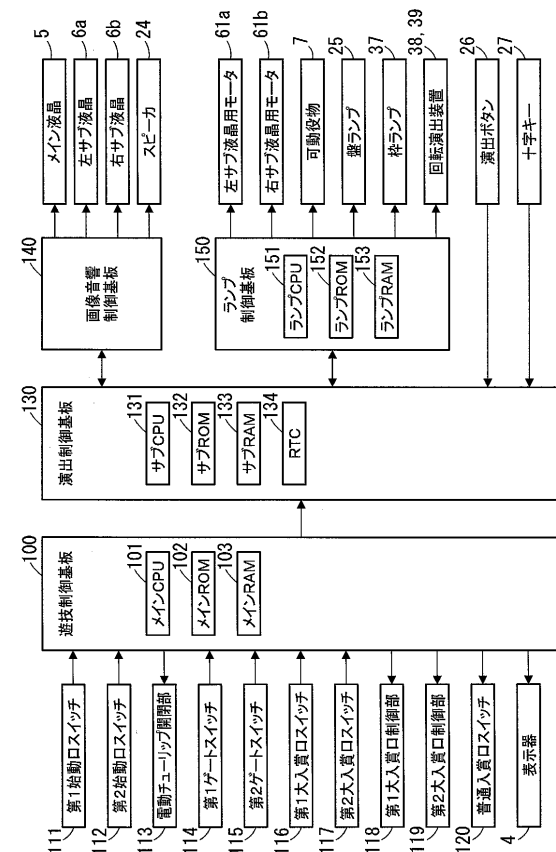 111
第1始動口スイッチ
112
第2始動口スイッチ
113
電動チューリップ開閉部
114
第1ゲートスイッチ
115
第2ゲートスイッチ
116
第1大入賞口スイッチ
117
第2大入賞口スイッチ
118
第1大入賞口制御部
119
第2大入賞口制御部
120
普通入賞口スイッチ
4
表示器
100
遊技制御基板
101
メインCPU
102
メインROM
103
メインRAM
130
演出制御基板
131
サブCPU
132
サブROM
133
サブRAM
134
RTC
140
画像音響
制御基板
150
ランプ
制御基板
151
ランプCPU
152
ランプROM
153
ランプRAM
5
メイン液晶
6a
左サブ液晶
6b
右サブ液晶
24
スピーカ
61a
左サブ液晶用モータ
61b
右サブ液晶用モータ
7
可動役物
25
盤ランプ
37
枠ランプ
38, 39
回転演出装置
26
演出ボタン
27
十字キー